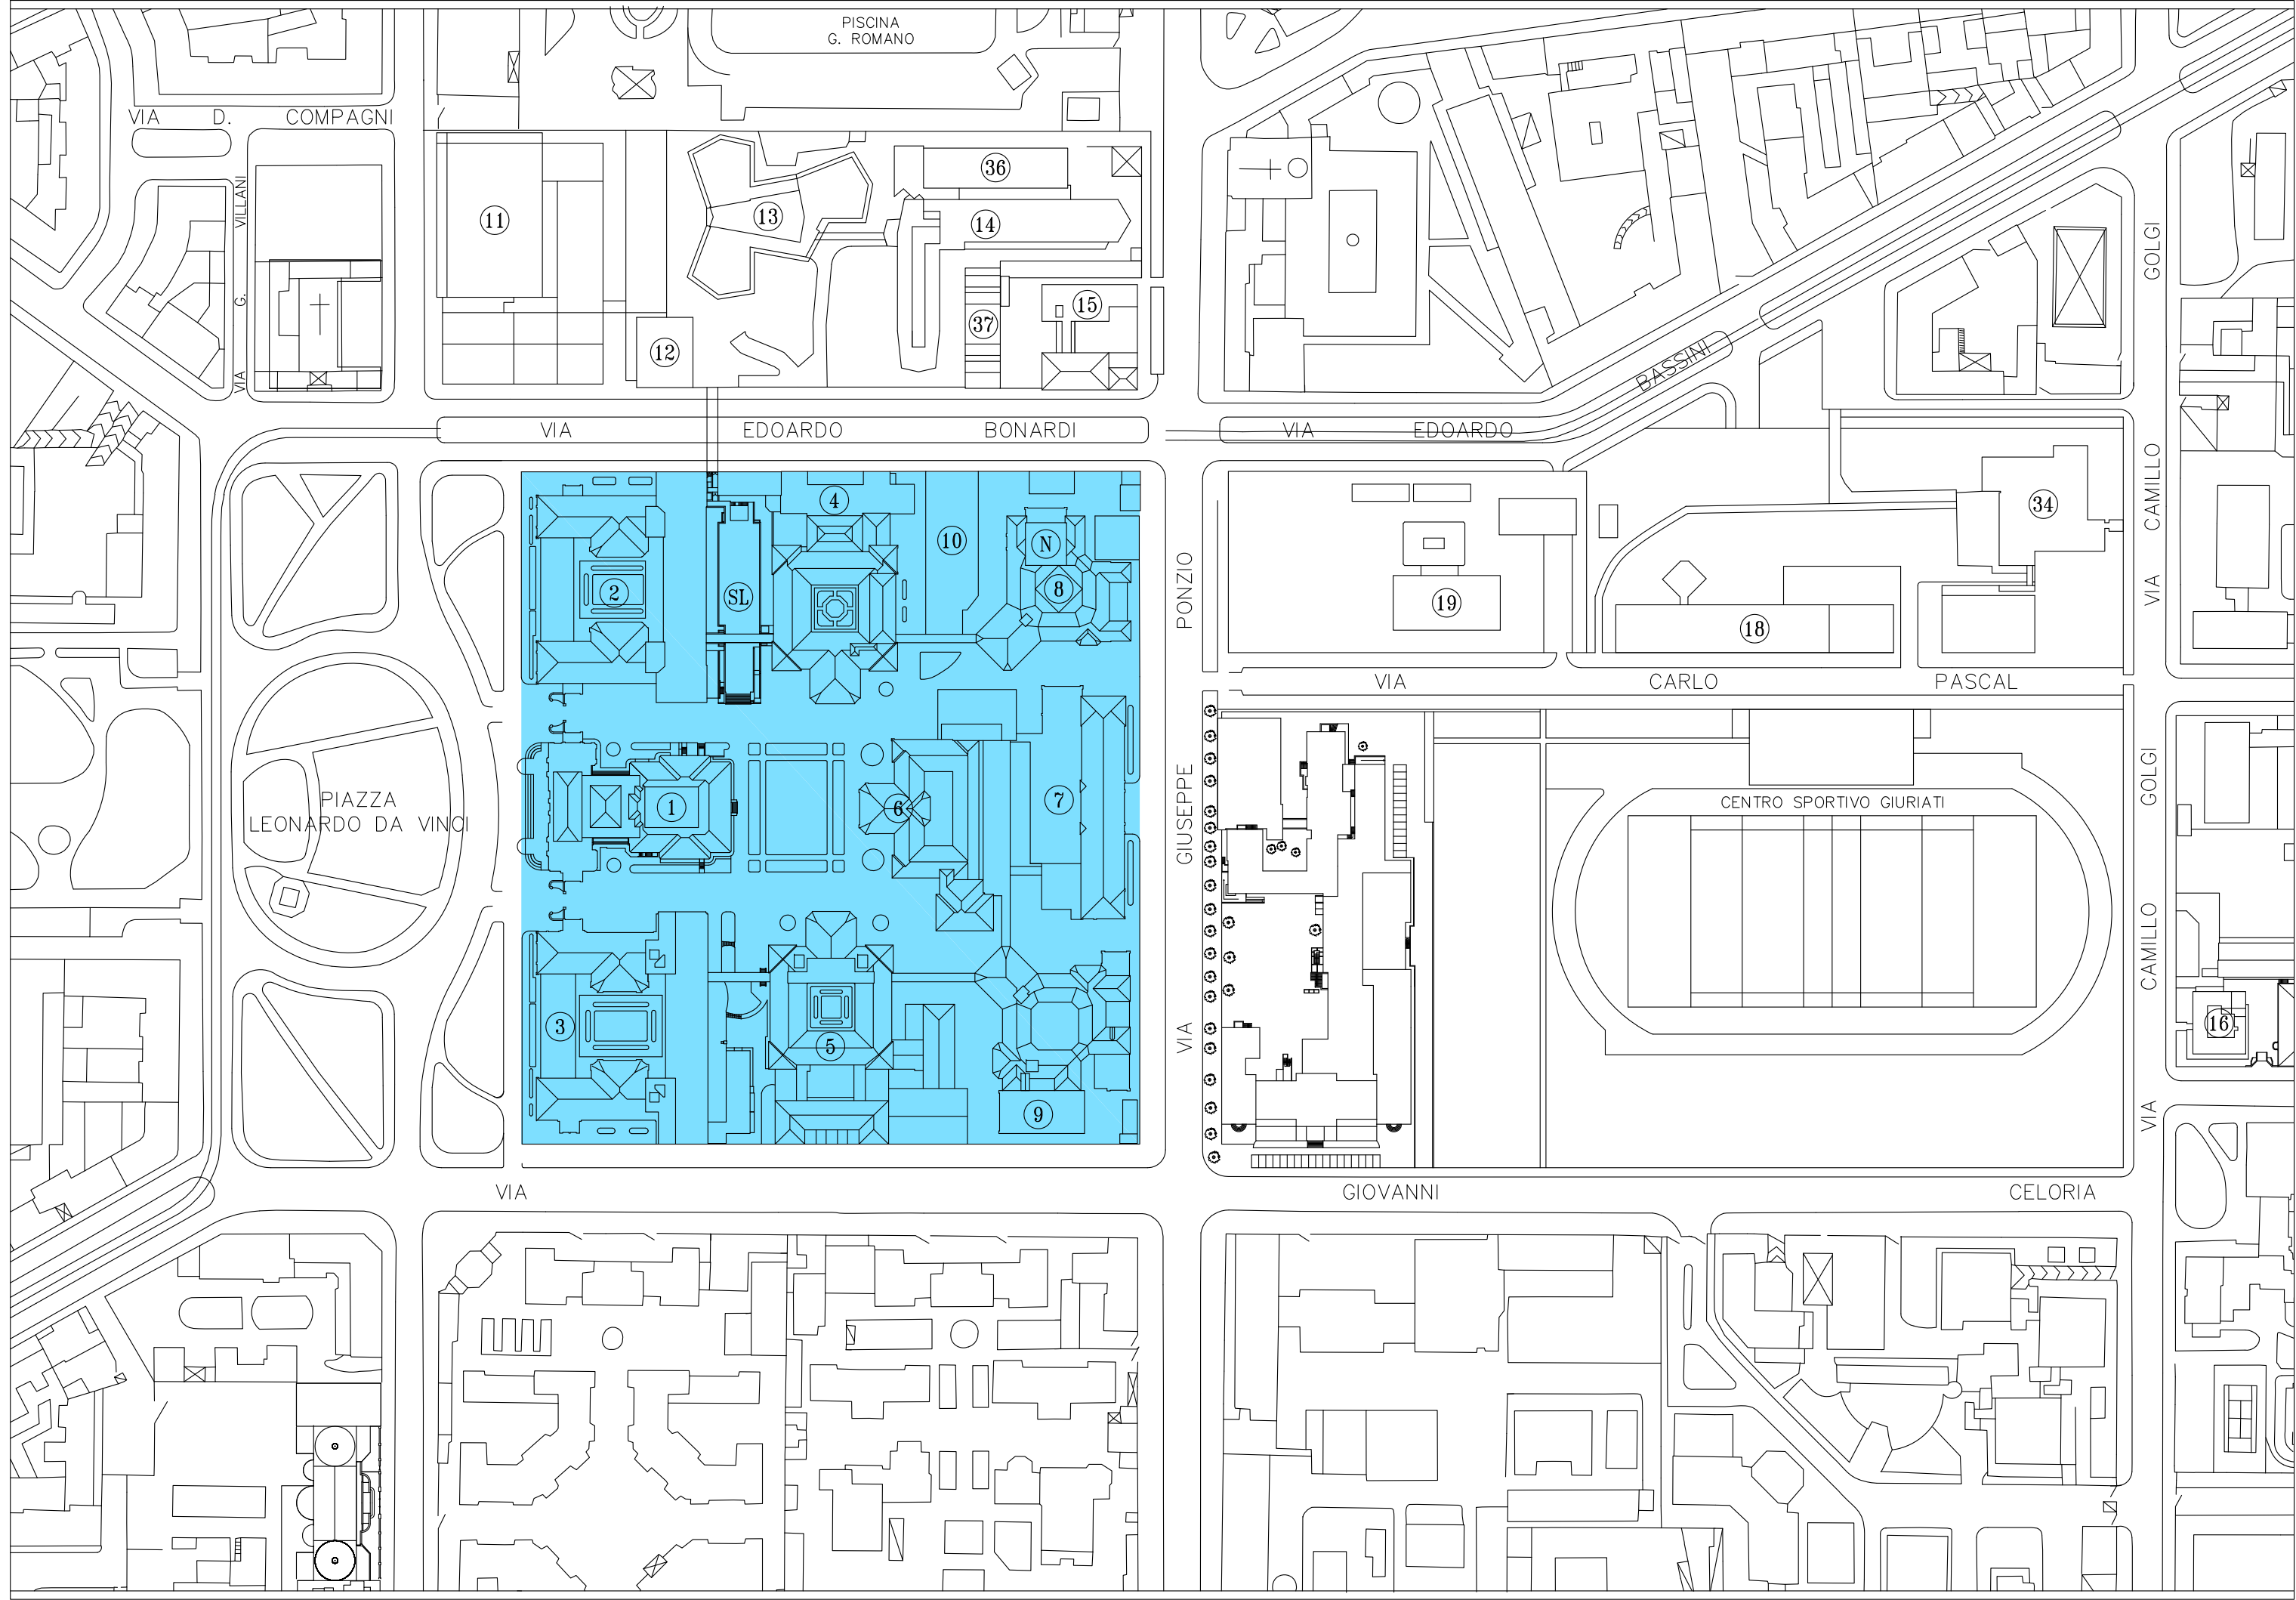 PISCINA
G. ROMANO
VIA D. COMPAGNI
VIA G. VILLANI
36
11
13
14
15
37
12
BASSINI
GOLGI
VIA EDOARDO BONARDI
VIA EDOARDO
CAMILLO
VIA
4
10
N
34
2
SL
8
19
18
PONZIO
VIA CARLO PASCAL
PIAZZA
LEONARDO DA VINCI
1
6
7
GIUSEPPE
CENTRO SPORTIVO GIURIATI
GOLGI
CAMILLO
VIA
3
5
9
VIA
16
VIA GIOVANNI CELORIA